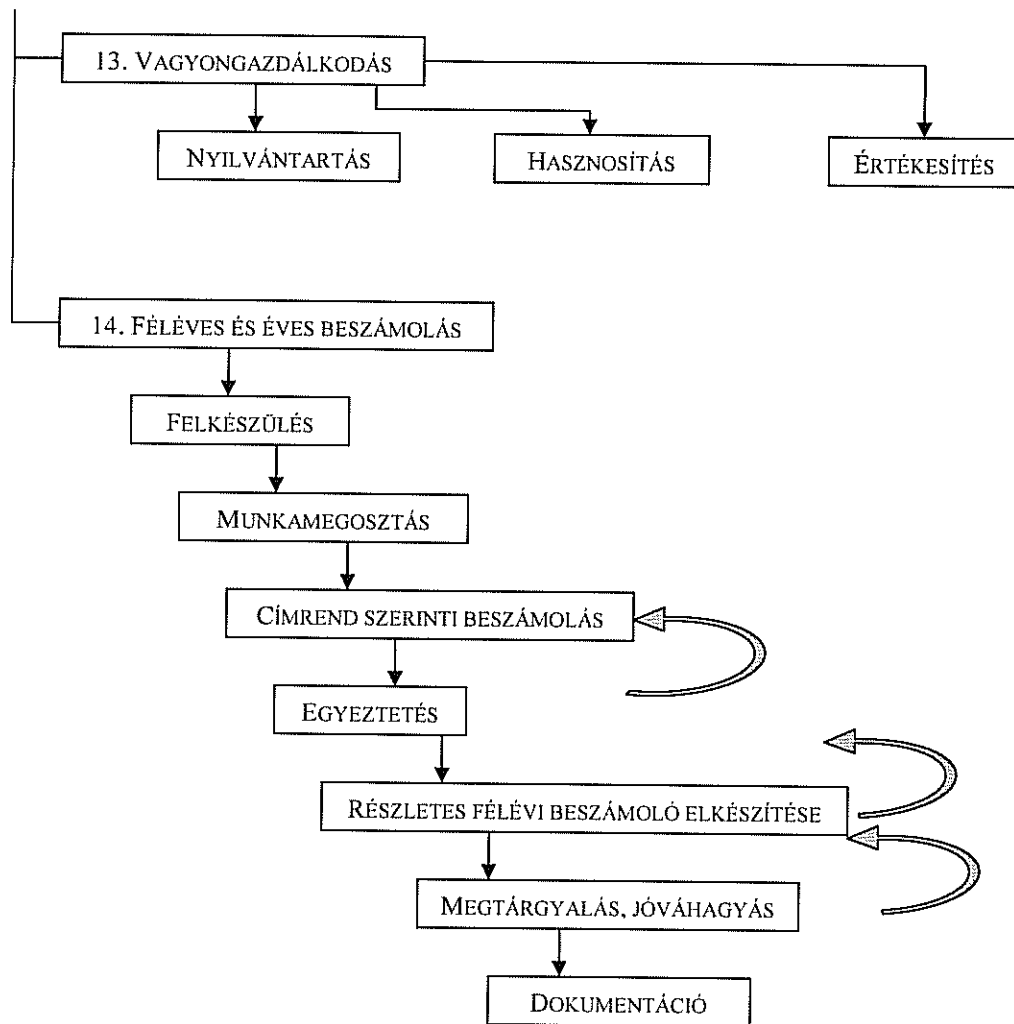 13. VAGYONGAZDÁLKODÁS
NYILVÁNTARTÁS
HASZNOSÍTÁS
ÉRTÉKESÍTÉS
14. FÉLÉVES ÉS ÉVES BESZÁMOLÁS
FELKÉSZÜLÉS
MUNKAMEGOSZTÁS
CÍMREND SZERINTI BESZÁMOLÁS
EGYEZTETÉS
RÉSZLETES FÉLÉVI BESZÁMOLÓ ELKÉSZÍTÉSE
MEGTÁRGYALÁS, JÓVÁHAGYÁS
DOKUMENTÁCIÓ